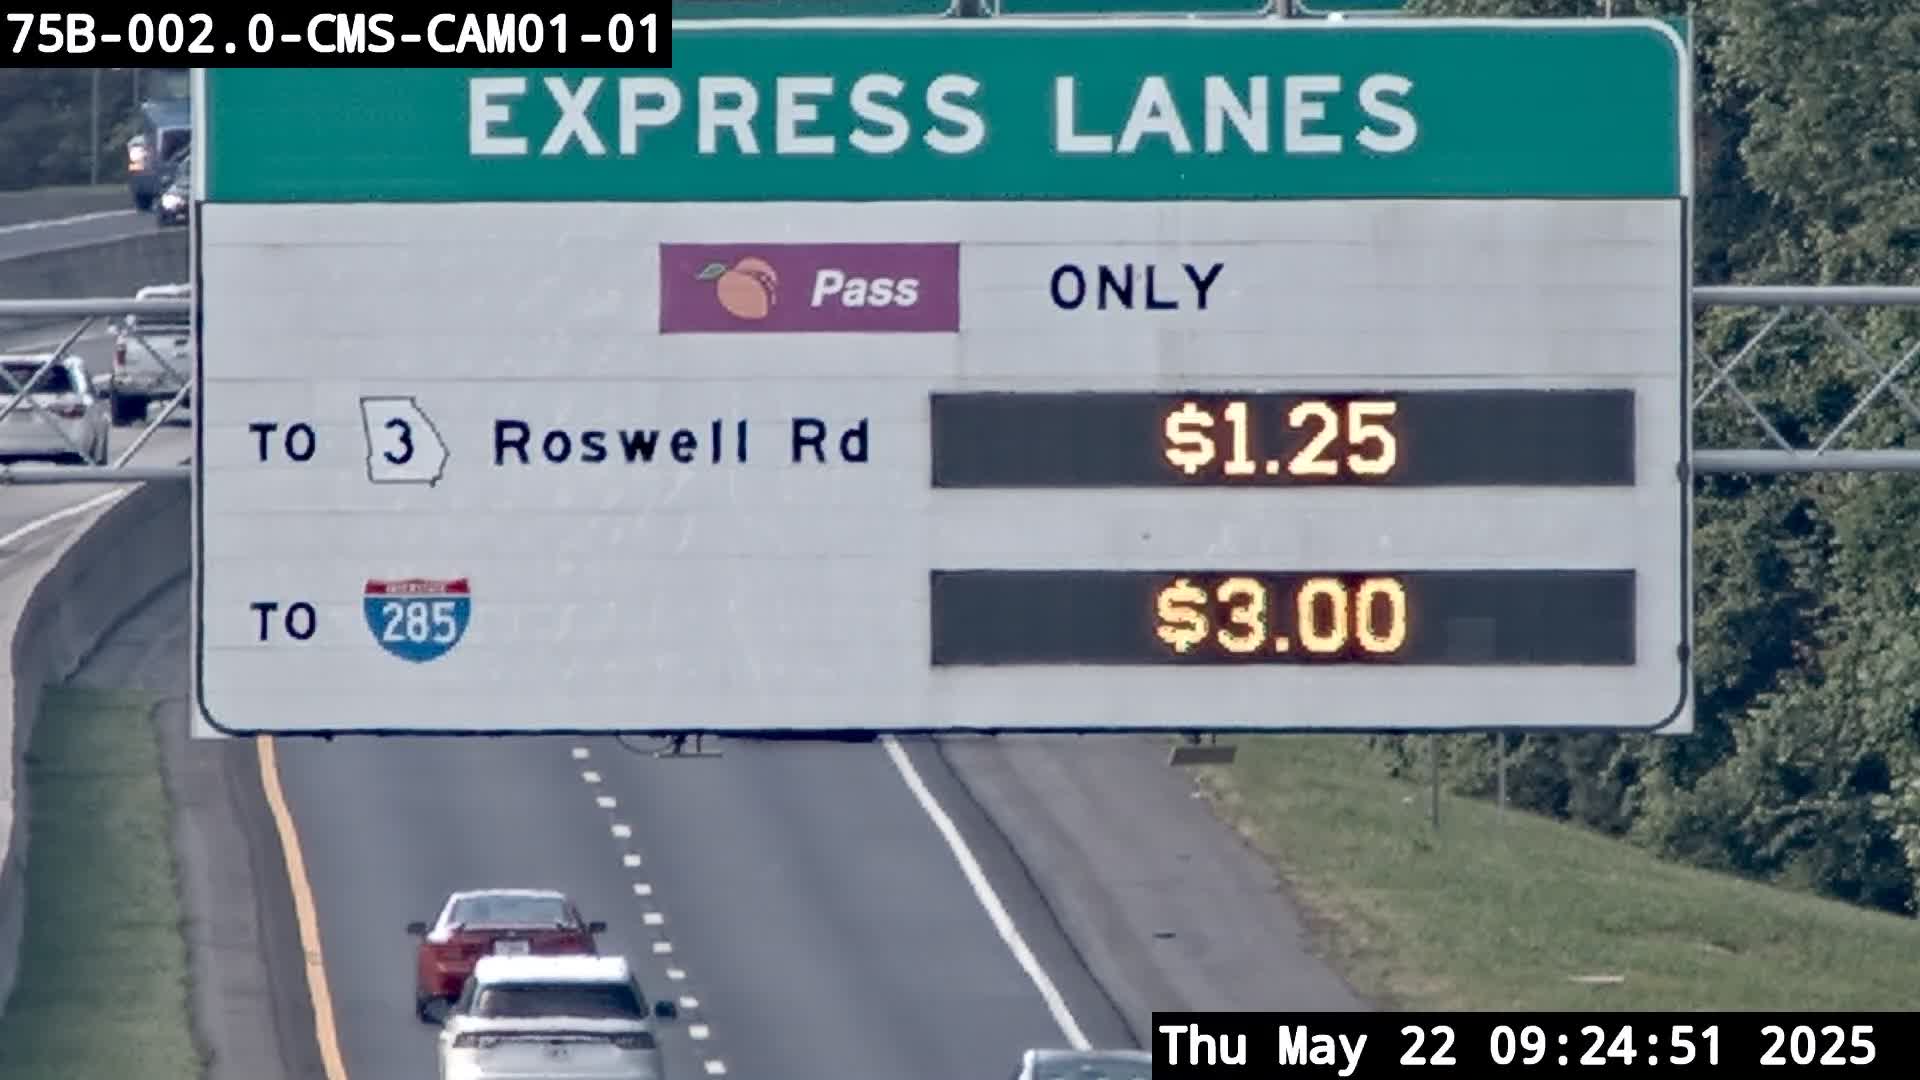 75B-002.0-CMS-CAM01-01
EXPRESS LANES
Pass ONLY
TO 3 Roswell Rd $1.25
TO 285 $3.00
Thu May 22 09:24:51 2025